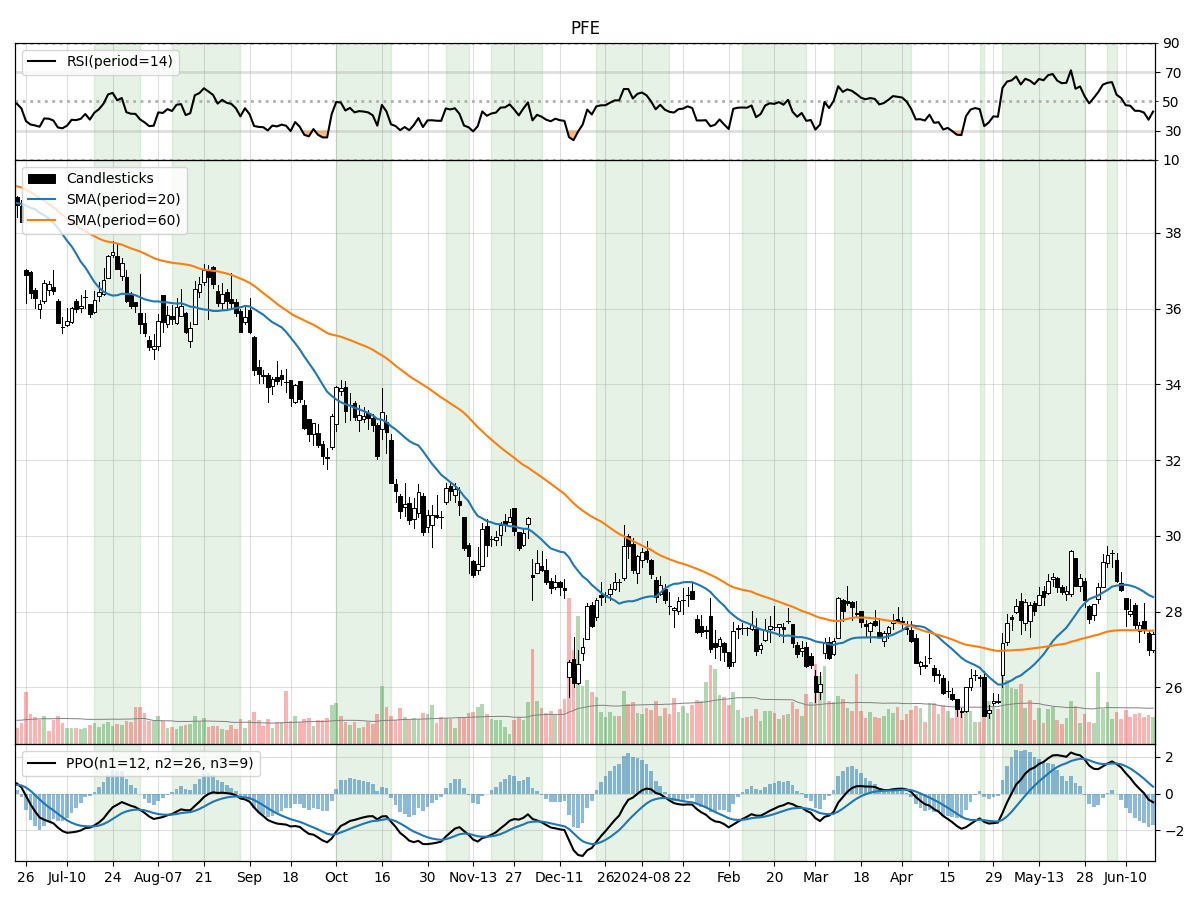 PFE
RSI(period=14)
90
70
50
30
10
Candlesticks
SMA(period=20)
SMA(period=60)
38
36
34
32
30
28
26
PPO(n1=12, n2=26, n3=9)
2
0
−2
26 Jul-10 24 Aug-07 21 Sep 18 Oct 16 30 Nov-13 27 Dec-11 26 2024-08 22 Feb 20 Mar 18 Apr 15 29 May-13 28 Jun-10